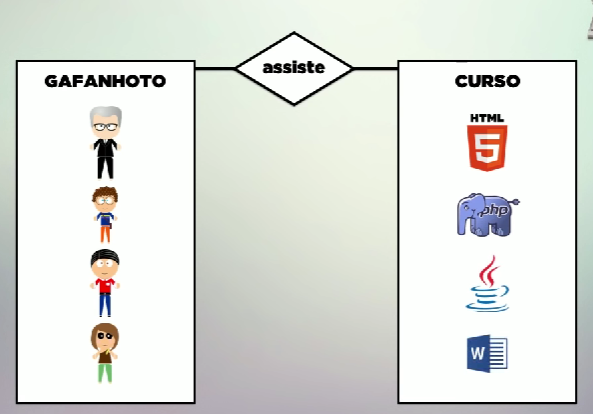 assiste
GAFANHOTO
CURSO
HTML
5
php
W